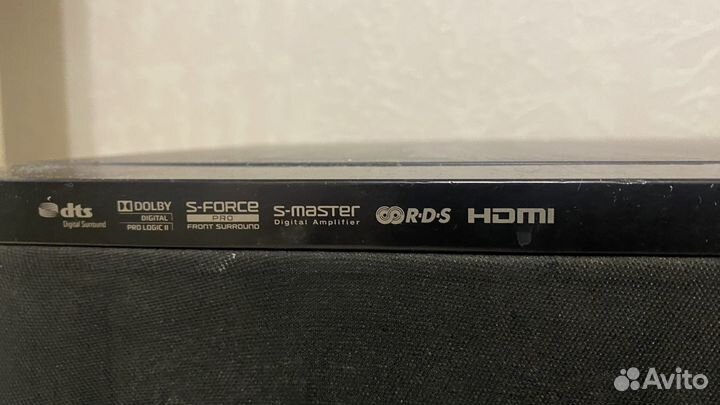 dts
Digital Surround
DOLBY
DIGITAL
PRO LOGIC II
S-FORCE
PRO
FRONT SURROUND
S-master
Digital Amplifier
R·D·S
HDMI
Avito